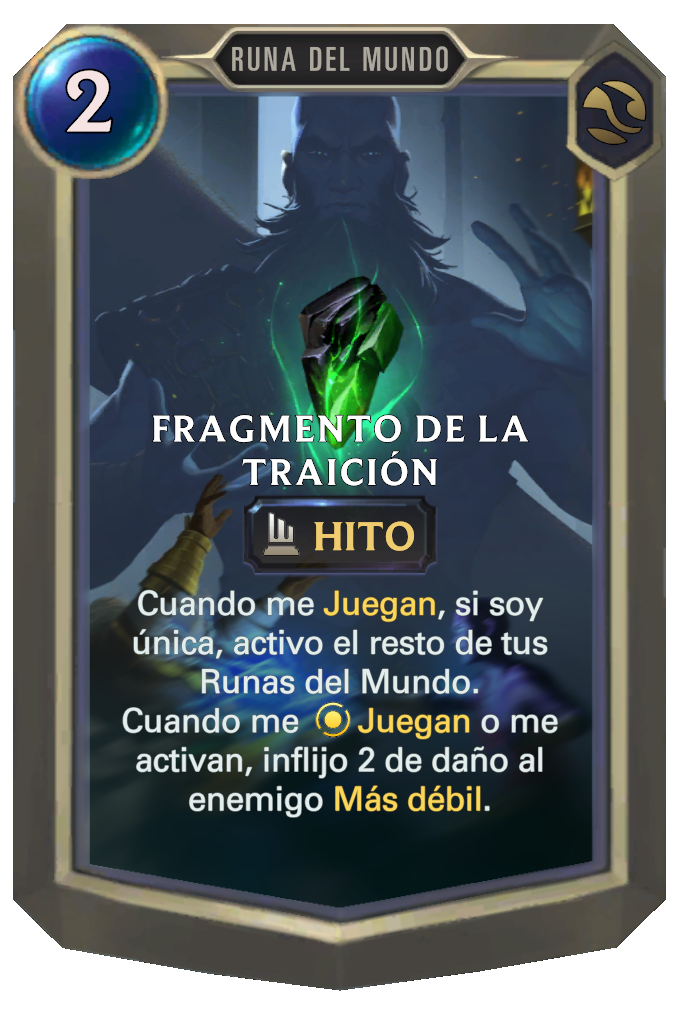 RUNA DEL MUNDO
2
FRAGMENTO DE LA
TRAICIÓN
HITO
Cuando me Juegan, si soy
única, activo el resto de tus
Runas del Mundo.
Cuando me Juegan o me
activan, inflijo 2 de daño al
enemigo Más débil.